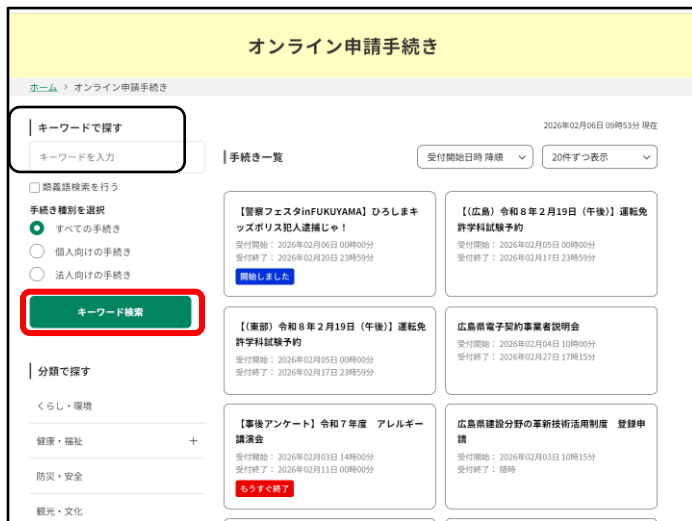 オンライン申請手続き
ホーム > オンライン申請手続き
キーワードで探す
キーワードを入力
類義語検索を行う
手続き種別を選択
すべての手続き
個人向けの手続き
法人向けの手続き
キーワード検索
分類で探す
くらし・環境
健康・福祉 +
防災・安全
観光・文化
2026年02月06日 09時53分 現在
手続き一覧
受付開始日時 降順
20件ずつ表示
【警察フェスタinFUKUYAMA】ひろしまキ
ッズポリス犯人逮捕じゃ！
受付開始： 2026年02月06日 00時00分
受付終了： 2026年02月20日 23時59分
開始しました
【(広島）令和８年２月19日（午後)】運転免
許学科試験予約
受付開始： 2026年02月05日 00時00分
受付終了： 2026年02月17日 23時59分
【(東部）令和８年２月19日（午後)】運転免
許学科試験予約
受付開始： 2026年02月05日 00時00分
受付終了： 2026年02月17日 23時59分
広島県電子契約事業者説明会
受付開始： 2026年02月04日 10時00分
受付終了： 2026年02月27日 17時15分
【事後アンケート】令和７年度　アレルギー
講演会
受付開始： 2026年02月03日 14時00分
受付終了： 2026年02月11日 00時00分
もうすぐ終了
広島県建設分野の革新技術活用制度　登録申
請
受付開始： 2026年02月03日 10時15分
受付終了： 随時